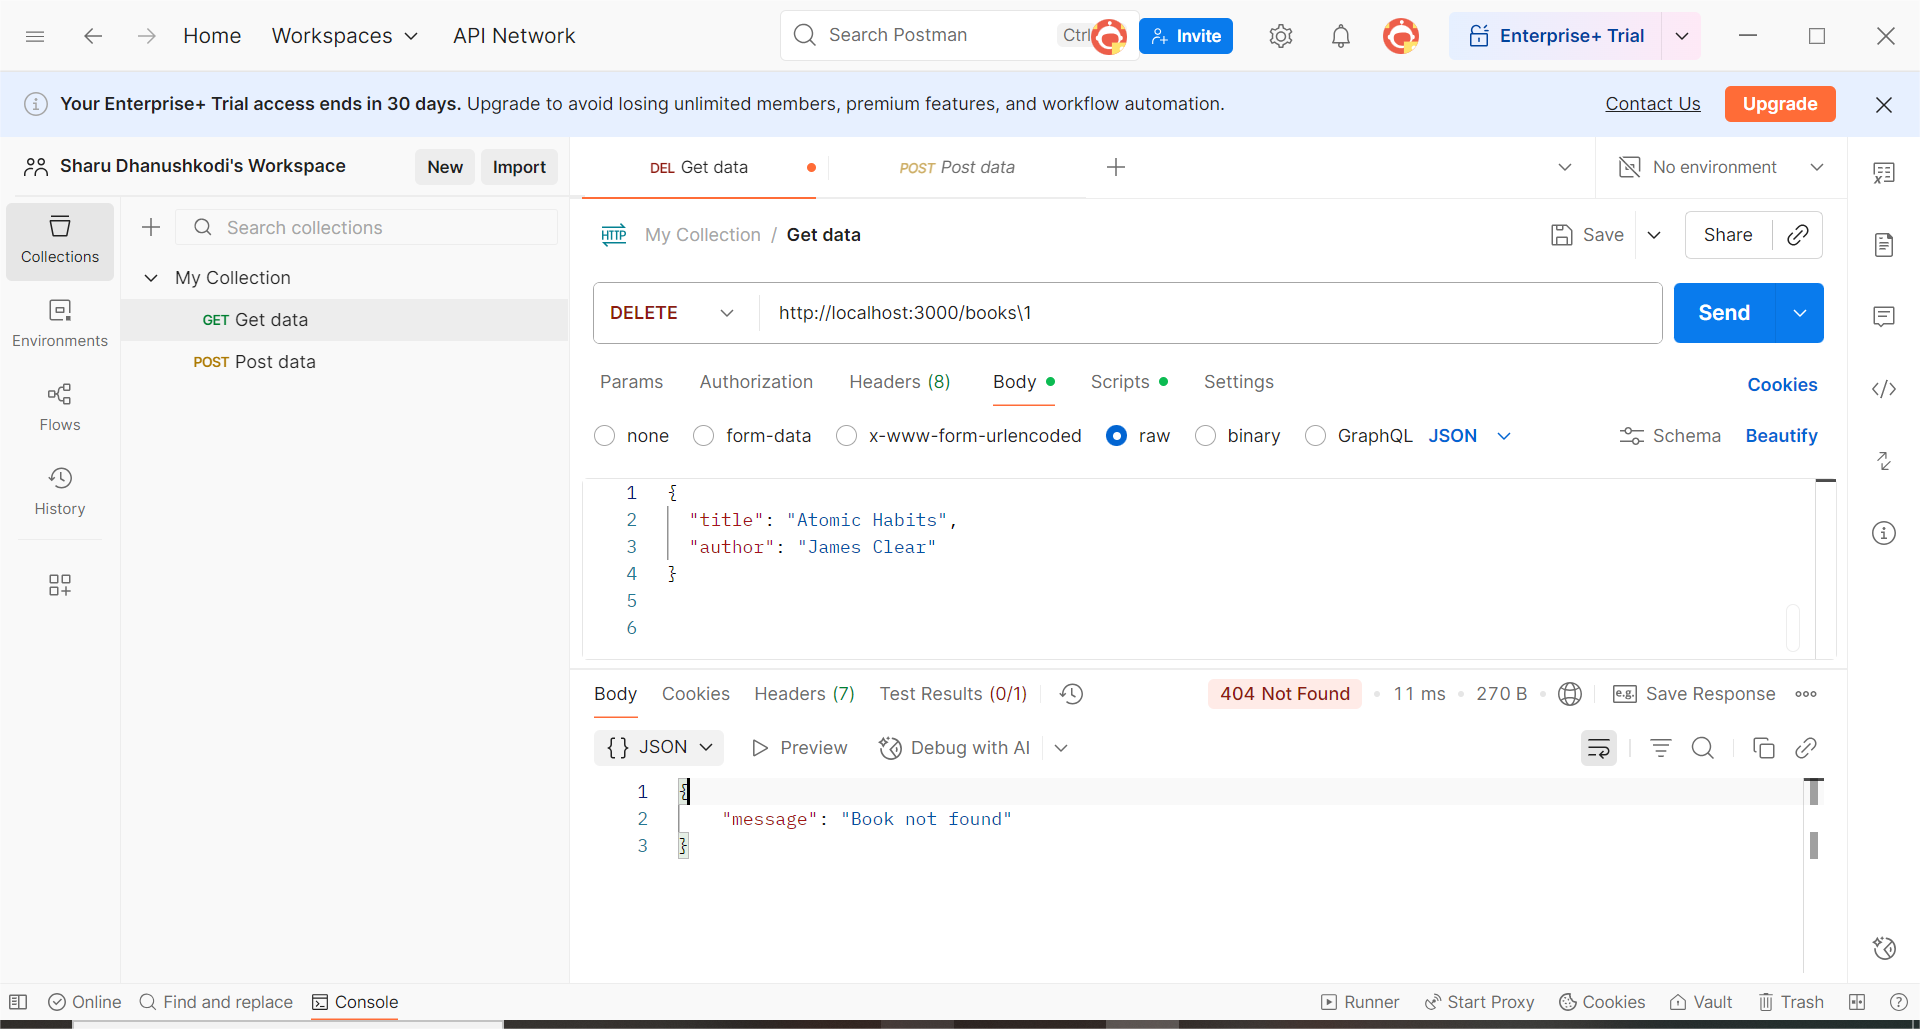 Home
Workspaces
API Network
Search Postman
Ctrl
Invite
Enterprise+ Trial
Your Enterprise+ Trial access ends in 30 days. Upgrade to avoid losing unlimited members, premium features, and workflow automation.
Contact Us
Upgrade
Sharu Dhanushkodi's Workspace
New
Import
DEL Get data
POST Post data
No environment
Collections
Environments
Flows
History
Search collections
My Collection
GET Get data
POST Post data
HTTP My Collection / Get data
Save
Share
DELETE
http://localhost:3000/books\1
Send
Params
Authorization
Headers (8)
Body
Scripts
Settings
Cookies
none
form-data
x-www-form-urlencoded
raw
binary
GraphQL
JSON
Schema
Beautify
1 {
2 "title": "Atomic Habits",
3 "author": "James Clear"
4 }
5
6
Body
Cookies
Headers (7)
Test Results (0/1)
404 Not Found
11 ms
270 B
e.g. Save Response
{} JSON
Preview
Debug with AI
1 {
2 "message": "Book not found"
3 }
Online
Find and replace
Console
Runner
Start Proxy
Cookies
Vault
Trash